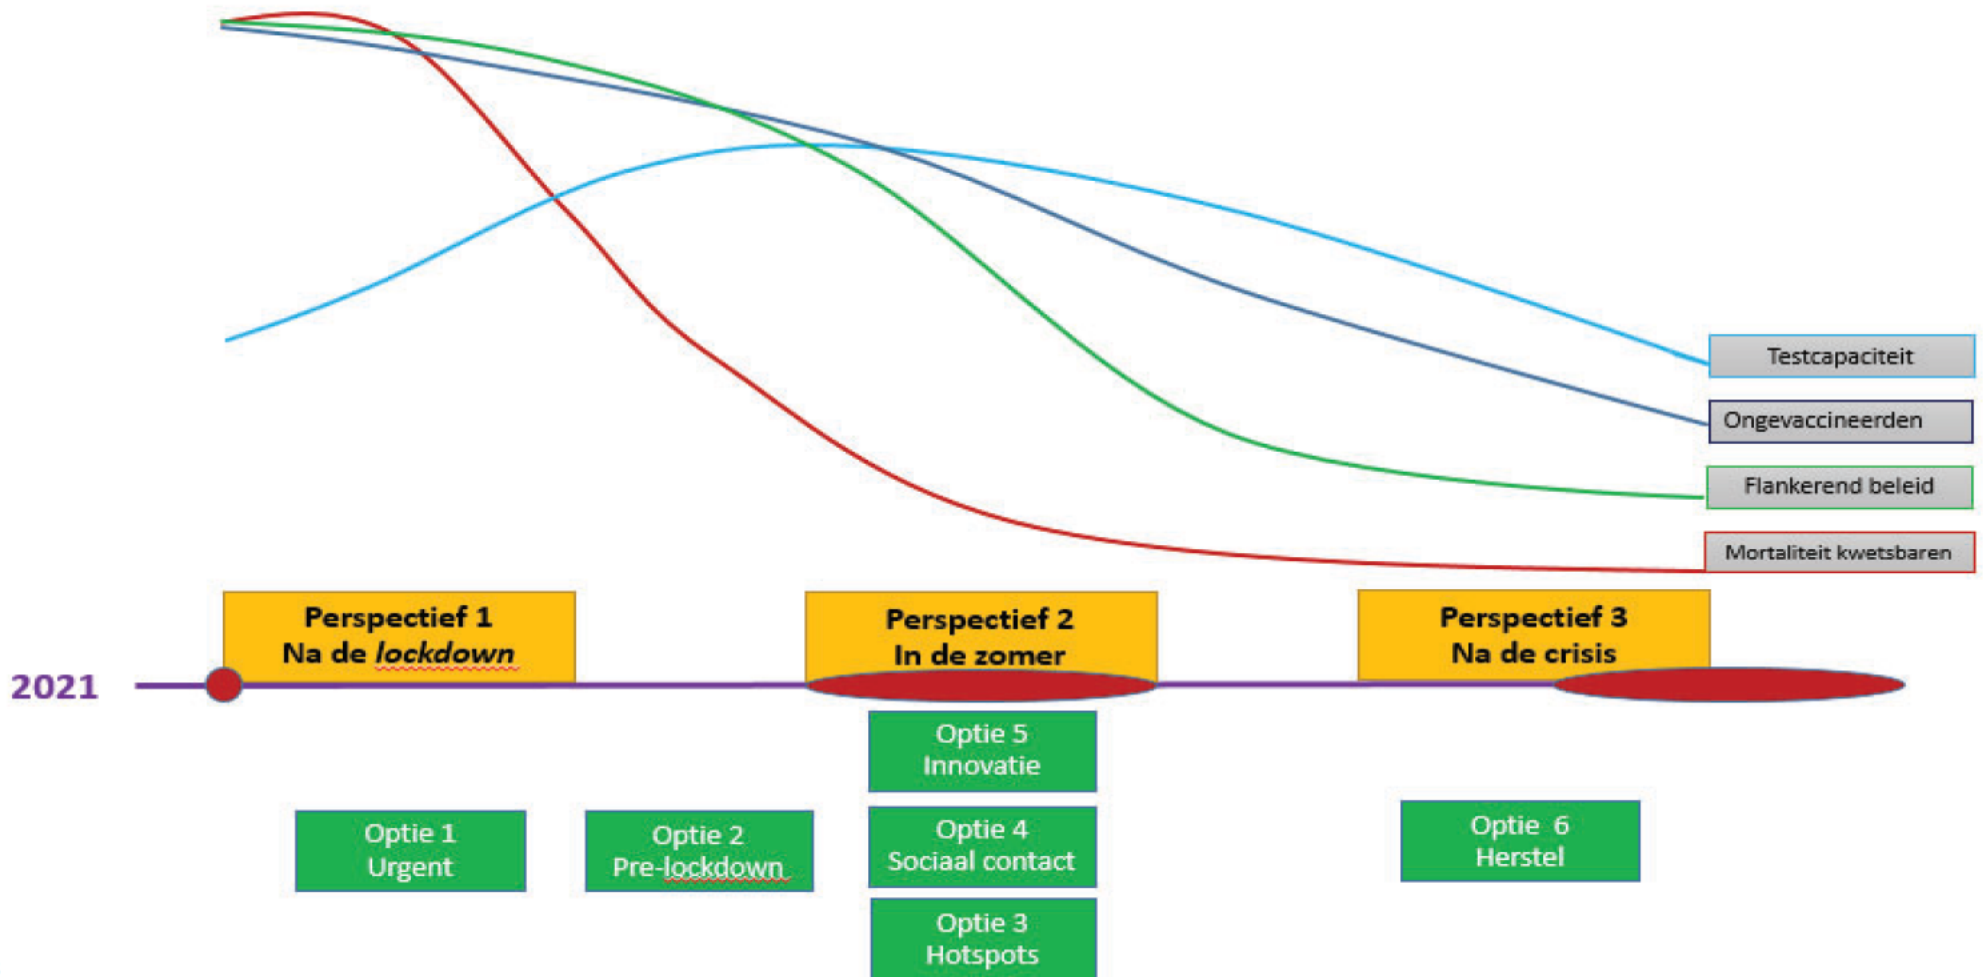 Testcapaciteit
Ongevaccineerden
Flankerend beleid
Mortaliteit kwetsbaren
Perspectief 1
Na de lockdown
Perspectief 2
In de zomer
Perspectief 3
Na de crisis
2021
Optie 5
Innovatie
Optie 1
Urgent
Optie 2
Pre-lockdown
Optie 4
Sociaal contact
Optie 6
Herstel
Optie 3
Hotspots